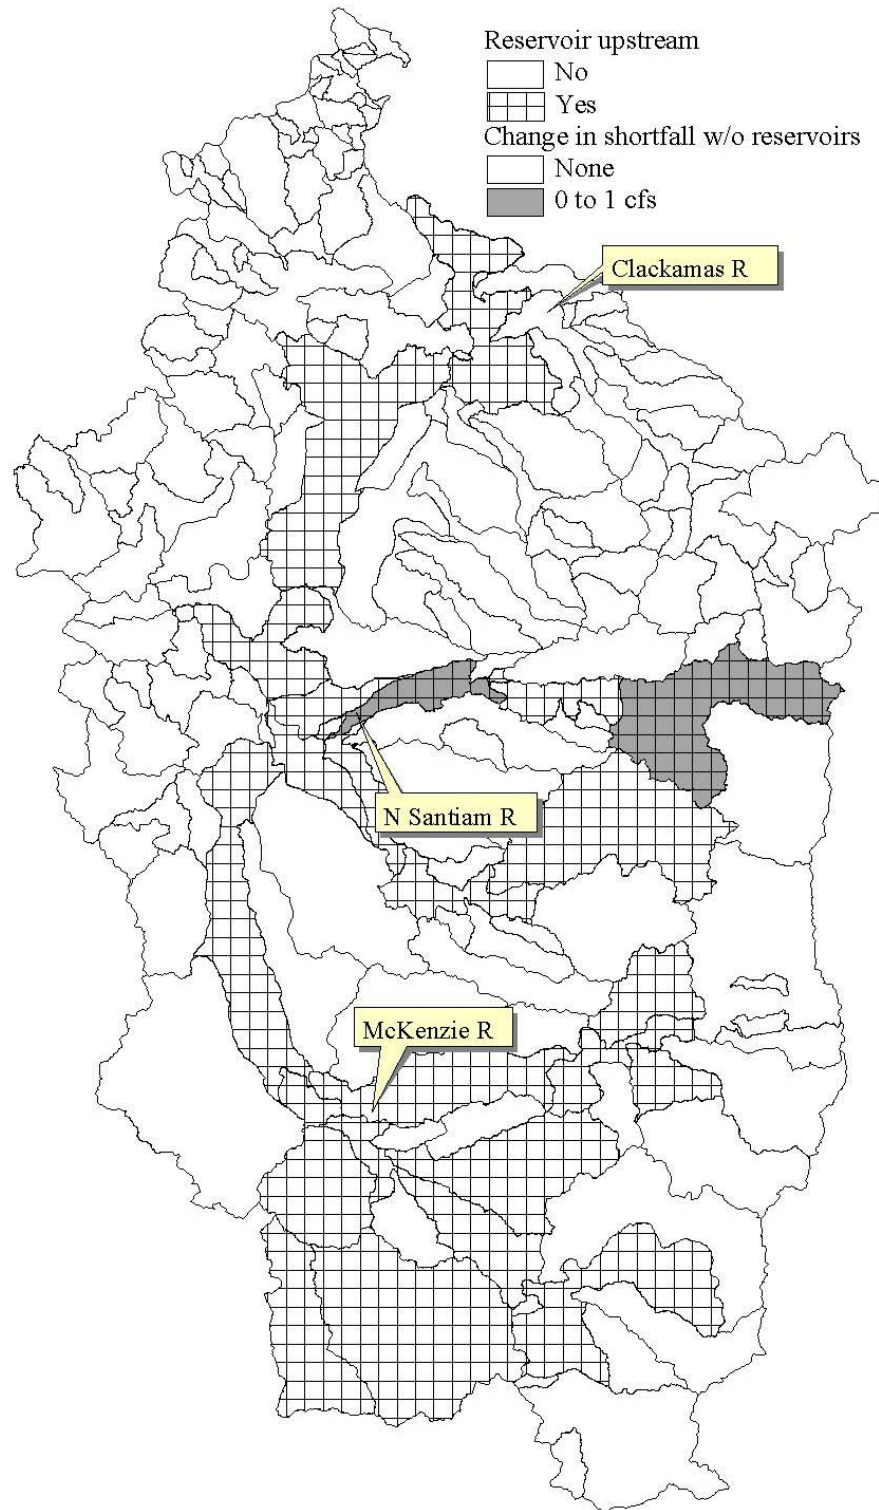 Reservoir upstream
No
Yes
Change in shortfall w/o reservoirs
None
0 to 1 cfs
Clackamas R
N Santiam R
McKenzie R